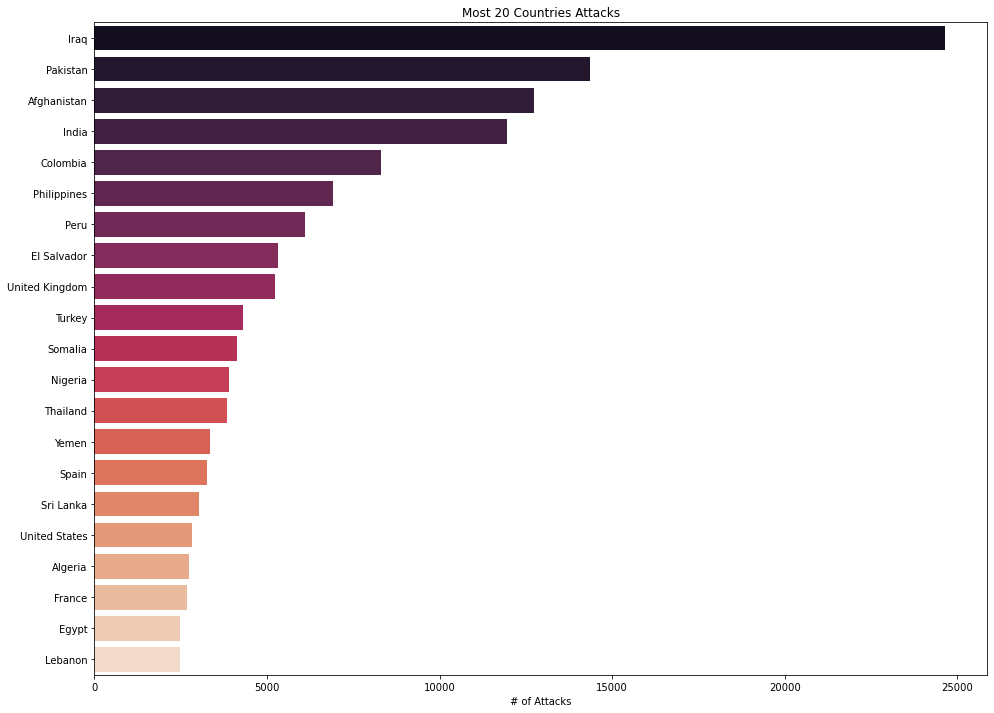 Most 20 Countries Attacks
Iraq
Pakistan
Afghanistan
India
Colombia
Philippines
Peru
El Salvador
United Kingdom
Turkey
Somalia
Nigeria
Thailand
Yemen
Spain
Sri Lanka
United States
Algeria
France
Egypt
Lebanon
0 5000 10000 15000 20000 25000
# of Attacks